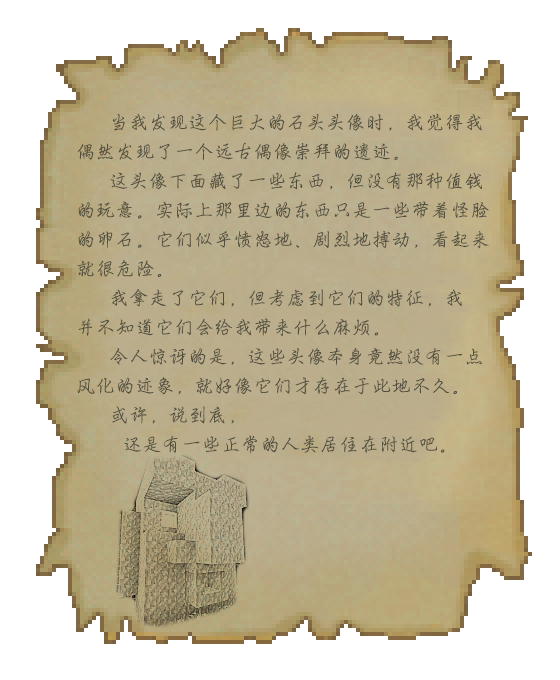 当我发现这个巨大的石头头像时，我觉得我
偶然发现了一个远古偶像崇拜的遗迹。
这头像下面藏了一些东西，但没有那种值钱
的玩意。实际上那里边的东西只是一些带着怪脸
的卵石。它们似乎愤怒地、剧烈地搏动，看起来
就很危险。
我拿走了它们，但考虑到它们的特征，我
并不知道它们会给我带来什么麻烦。
令人惊讶的是，这些头像本身竟然没有一点
风化的迹象，就好像它们才存在于此地不久。
或许，说到底，
还是有一些正常的人类居住在附近吧。